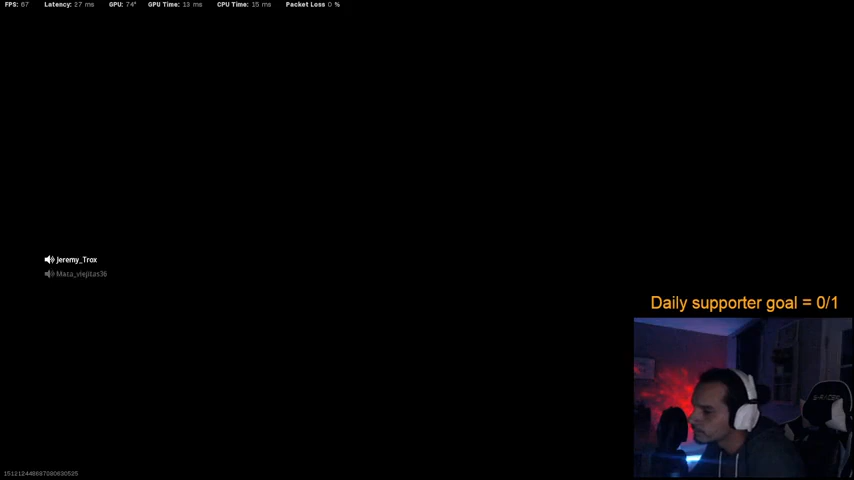 FPS: 67 Latency: 27 ms GPU: 74° GPU Time: 13 ms CPU Time: 15 ms Packet Loss 0 %
Jeremy_Trox
Mata_viejitas36
Daily supporter goal = 0/1